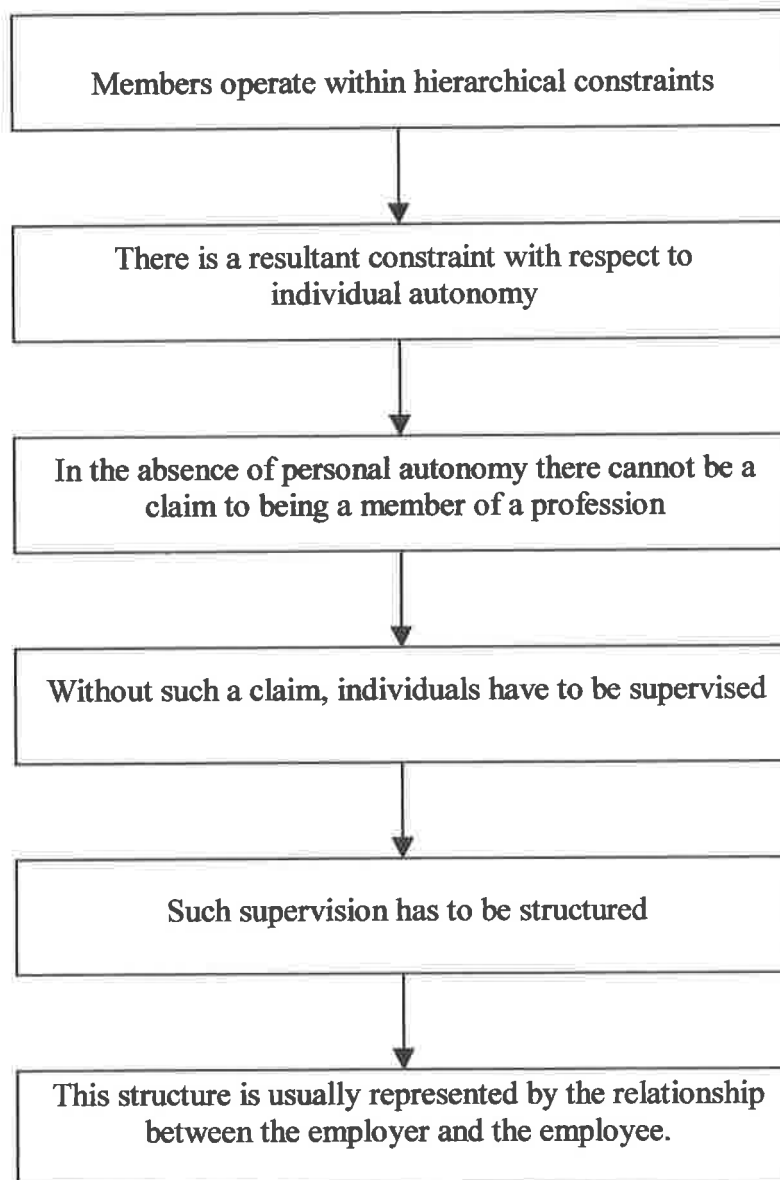 Members operate within hierarchical constraints
There is a resultant constraint with respect to
individual autonomy
In the absence of personal autonomy there cannot be a
claim to being a member of a profession
Without such a claim, individuals have to be supervised
Such supervision has to be structured
This structure is usually represented by the relationship
between the employer and the employee.